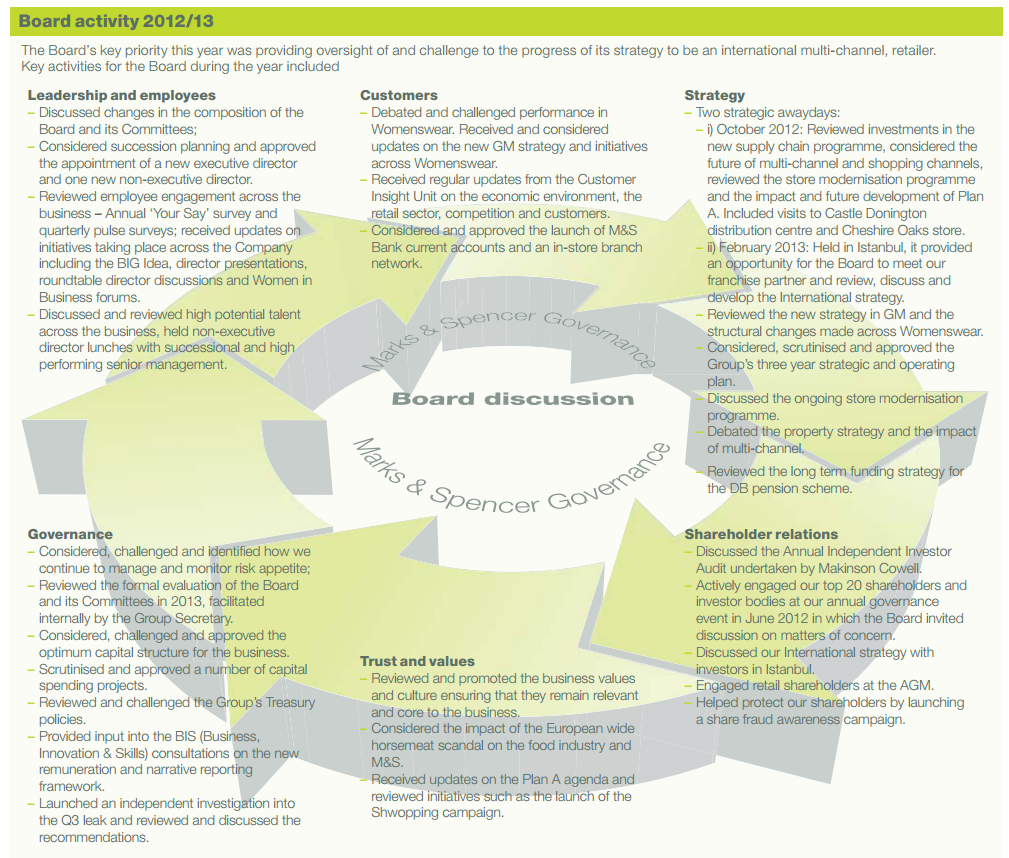 Board activity 2012/13
The Board's key priority this year was providing oversight of and challenge to the progress of its strategy to be an international multi-channel, retailer.
Key activities for the Board during the year included
Leadership and employees
– Discussed changes in the composition of the
Board and its Committees;
– Considered succession planning and approved
the appointment of a new executive director
and one new non-executive director.
– Reviewed employee engagement across the
business – Annual 'Your Say' survey and
quarterly pulse surveys; received updates on
initiatives taking place across the Company
including the BIG Idea, director presentations,
roundtable director discussions and Women in
Business forums.
– Discussed and reviewed high potential talent
across the business, held non-executive
director lunches with successional and high
performing senior management.
Customers
– Debated and challenged performance in
Womenswear. Received and considered
updates on the new GM strategy and initiatives
across Womenswear.
– Received regular updates from the Customer
Insight Unit on the economic environment, the
retail sector, competition and customers.
– Considered and approved the launch of M&S
Bank current accounts and an in-store branch
network.
Strategy
– Two strategic awaydays:
– i) October 2012: Reviewed investments in the
new supply chain programme, considered the
future of multi-channel and shopping channels,
reviewed the store modernisation programme
and the impact and future development of Plan
A. Included visits to Castle Donington
distribution centre and Cheshire Oaks store.
– ii) February 2013: Held in Istanbul, it provided
an opportunity for the Board to meet our
franchise partner and review, discuss and
develop the International strategy.
– Reviewed the new strategy in GM and the
structural changes made across Womenswear.
– Considered, scrutinised and approved the
Group's three year strategic and operating
plan.
– Discussed the ongoing store modernisation
programme.
– Debated the property strategy and the impact
of multi-channel.
– Reviewed the long term funding strategy for
the DB pension scheme.
Marks & Spencer Governance
Board discussion
Marks & Spencer Governance
Governance
– Considered, challenged and identified how we
continue to manage and monitor risk appetite;
– Reviewed the formal evaluation of the Board
and its Committees in 2013, facilitated
internally by the Group Secretary.
– Considered, challenged and approved the
optimum capital structure for the business.
– Scrutinised and approved a number of capital
spending projects.
– Reviewed and challenged the Group's Treasury
policies.
– Provided input into the BIS (Business,
Innovation & Skills) consultations on the new
remuneration and narrative reporting
framework.
– Launched an independent investigation into
the Q3 leak and reviewed and discussed the
recommendations.
Trust and values
– Reviewed and promoted the business values
and culture ensuring that they remain relevant
and core to the business.
– Considered the impact of the European wide
horsemeat scandal on the food industry and
M&S.
– Received updates on the Plan A agenda and
reviewed initiatives such as the launch of the
Shwopping campaign.
Shareholder relations
– Discussed the Annual Independent Investor
Audit undertaken by Makinson Cowell.
– Actively engaged our top 20 shareholders and
investor bodies at our annual governance
event in June 2012 in which the Board invited
discussion on matters of concern.
– Discussed our International strategy with
investors in Istanbul.
– Engaged retail shareholders at the AGM.
– Helped protect our shareholders by launching
a share fraud awareness campaign.